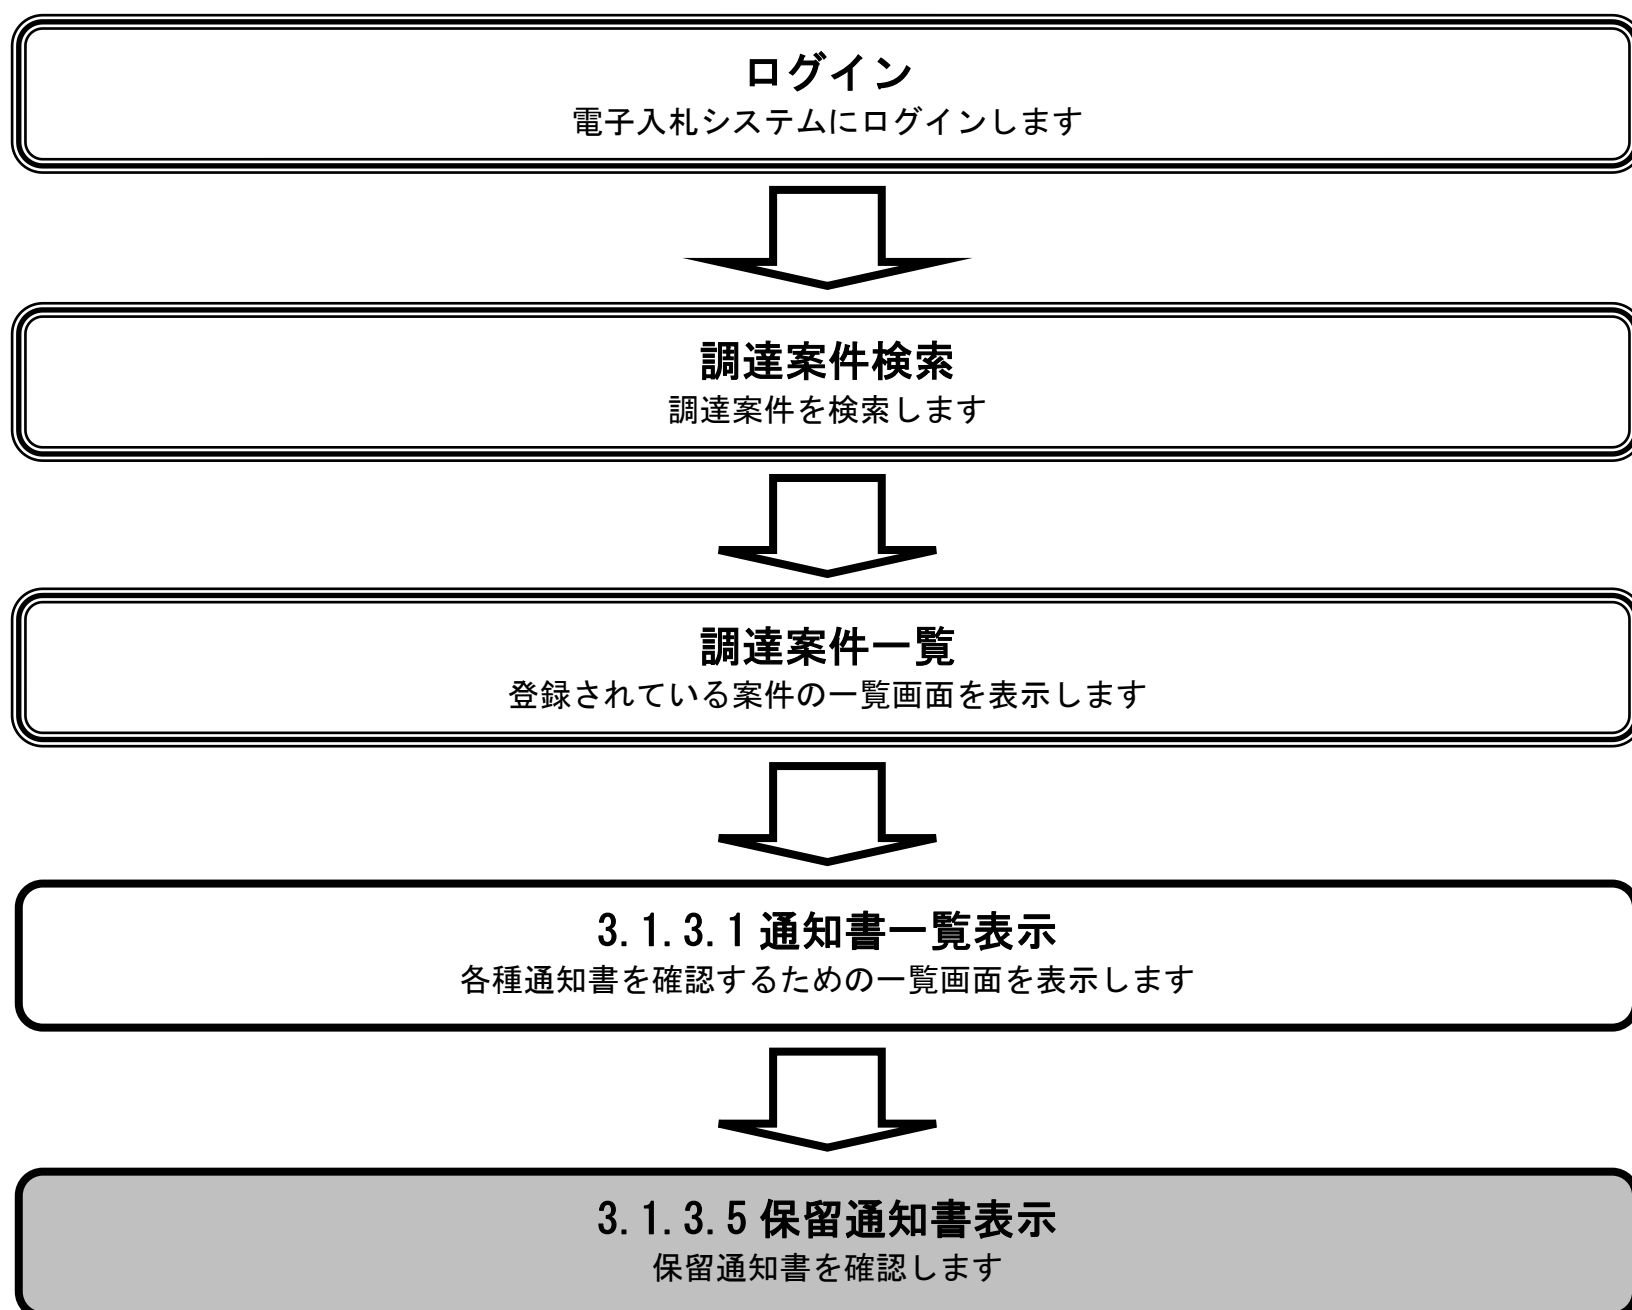 ログイン
電子入札システムにログインします
調達案件検索
調達案件を検索します
調達案件一覧
登録されている案件の一覧画面を表示します
3.1.3.1 通知書一覧表示
各種通知書を確認するための一覧画面を表示します
3.1.3.5 保留通知書表示
保留通知書を確認します